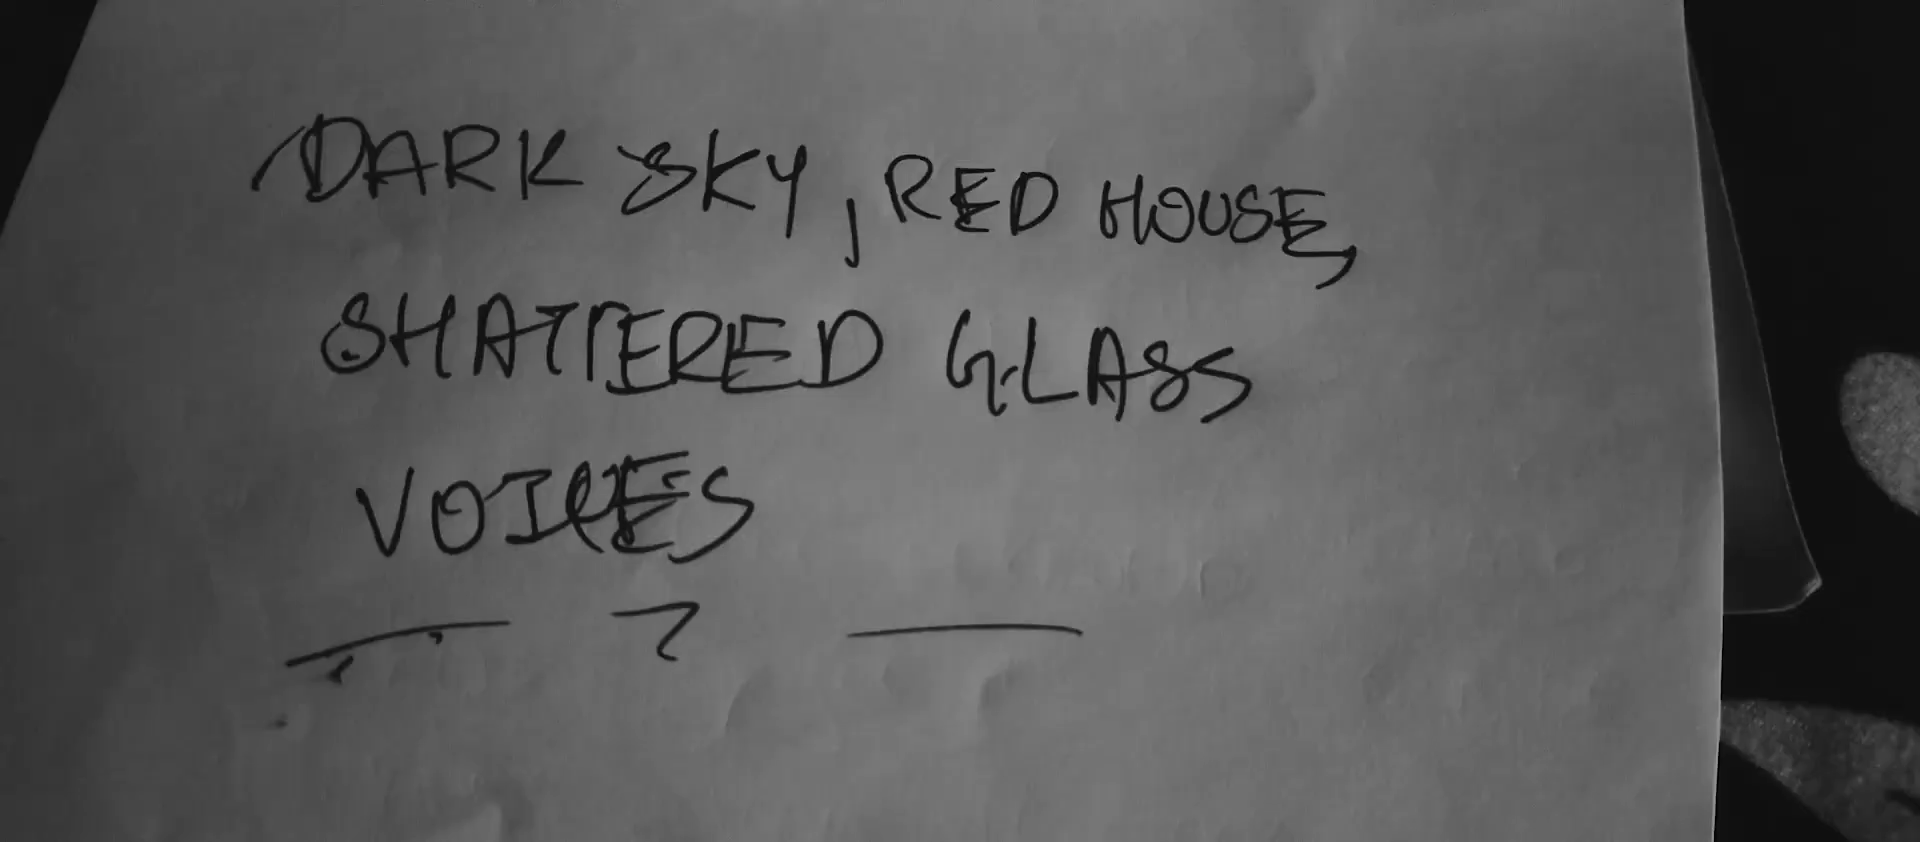 DARK SKY, RED HOUSE,
SHATTERED GLASS
VOICES